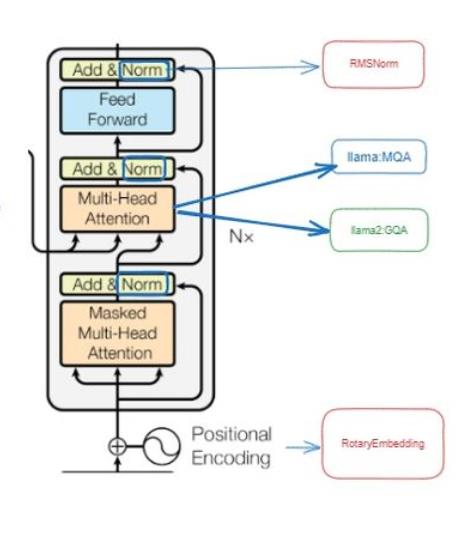 Add & Norm
RMSNorm
Feed
Forward
Add & Norm
llama:MQA
Multi-Head
Attention
llama2:GQA
Nx
Add & Norm
Masked
Multi-Head
Attention
Positional
Encoding
RotaryEmbedding